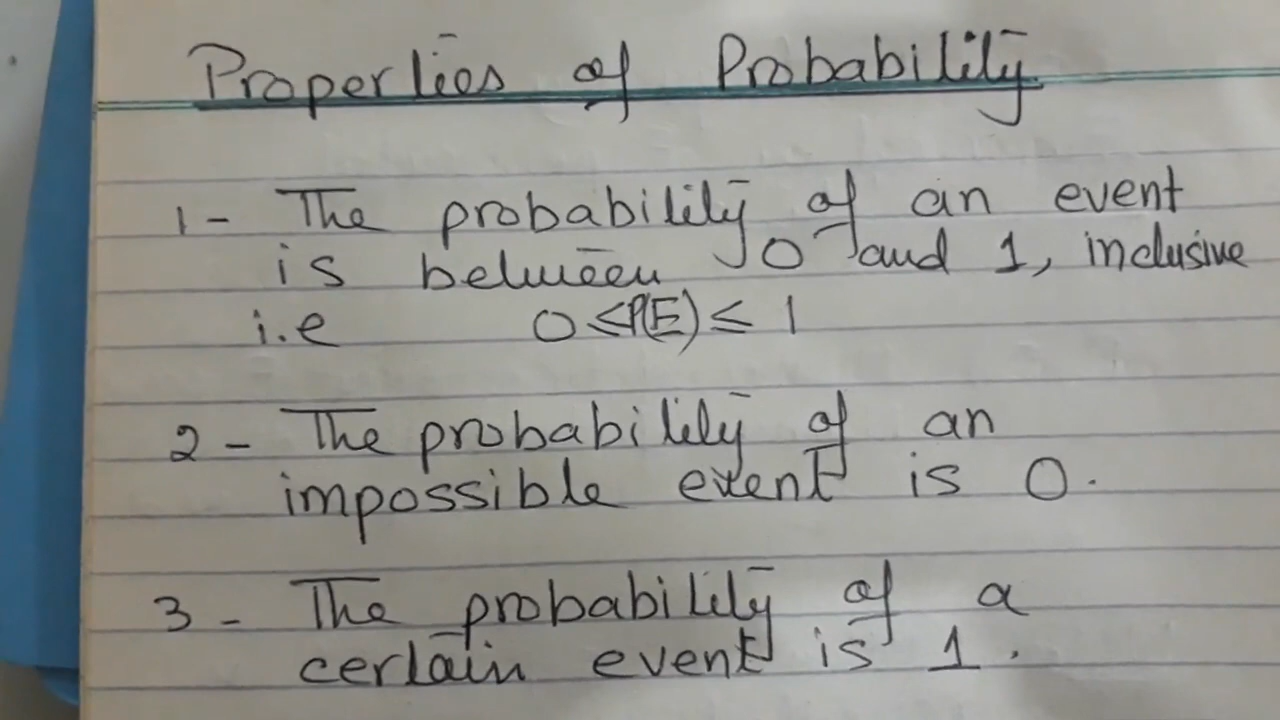 Properties of Probability
1- The probability of an event
is between 0 and 1, inclusive
i.e 0≤P(E)≤ 1
2- The probability of an
impossible event is 0.
3- The probability of a
certain event is 1.